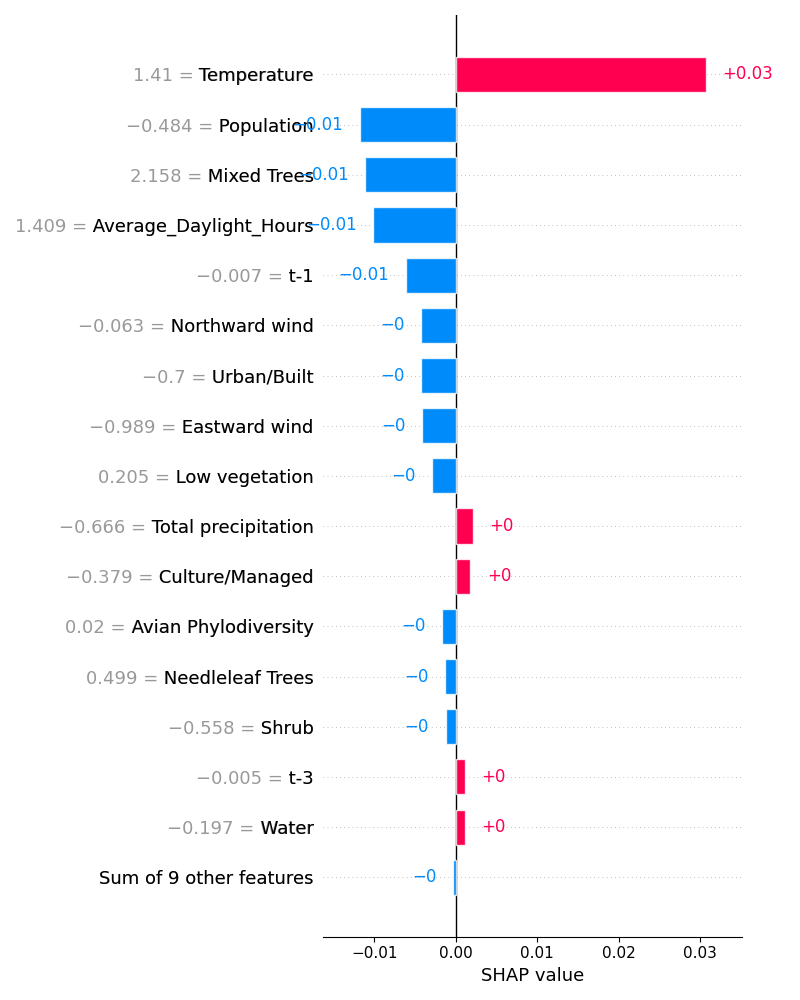 1.41 = Temperature +0.03
−0.484 = Population −0.01
2.158 = Mixed Trees −0.01
1.409 = Average_Daylight_Hours −0.01
−0.007 = t-1 −0.01
−0.063 = Northward wind −0
−0.7 = Urban/Built −0
−0.989 = Eastward wind −0
0.205 = Low vegetation −0
−0.666 = Total precipitation +0
−0.379 = Culture/Managed +0
0.02 = Avian Phylodiversity −0
0.499 = Needleleaf Trees −0
−0.558 = Shrub −0
−0.005 = t-3 +0
−0.197 = Water +0
Sum of 9 other features −0
−0.01 0.00 0.01 0.02 0.03
SHAP value